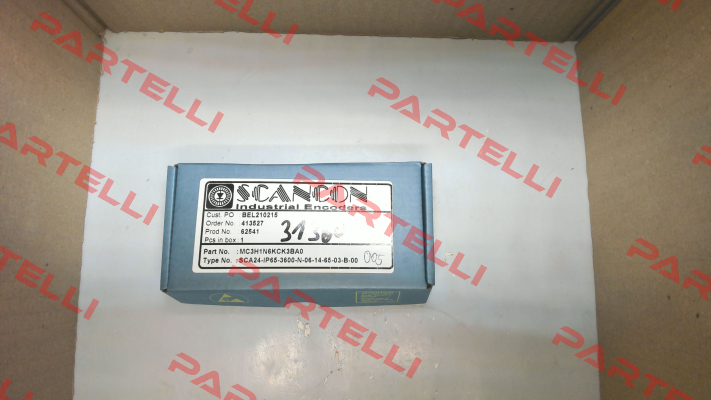 SCANCON
Industrial Encoders
Cust. PO : BEL210215
Order No : 413527
Prod No. : 62541
Pcs in box : 1
Part No. : MC3H1N6KCK3BA0
Type No. : SCA24-IP65-3600-N-06-14-65-03-B-00
005
PARTELLI
PARTELLI
PARTELLI
PARTELLI
PARTELLI
PARTELLI
PARTELLI
PARTELLI